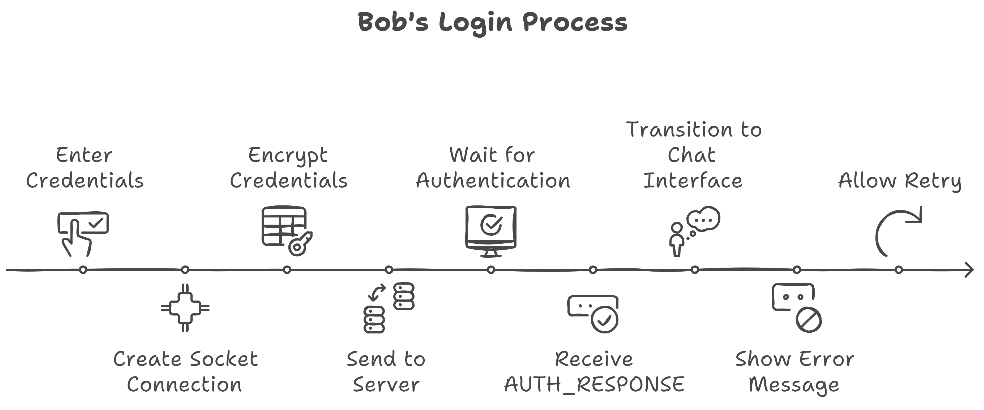 Bob's Login Process
Enter
Credentials
Create Socket
Connection
Encrypt
Credentials
Send to
Server
Wait for
Authentication
Receive
AUTH_RESPONSE
Transition to
Chat
Interface
Show Error
Message
Allow Retry